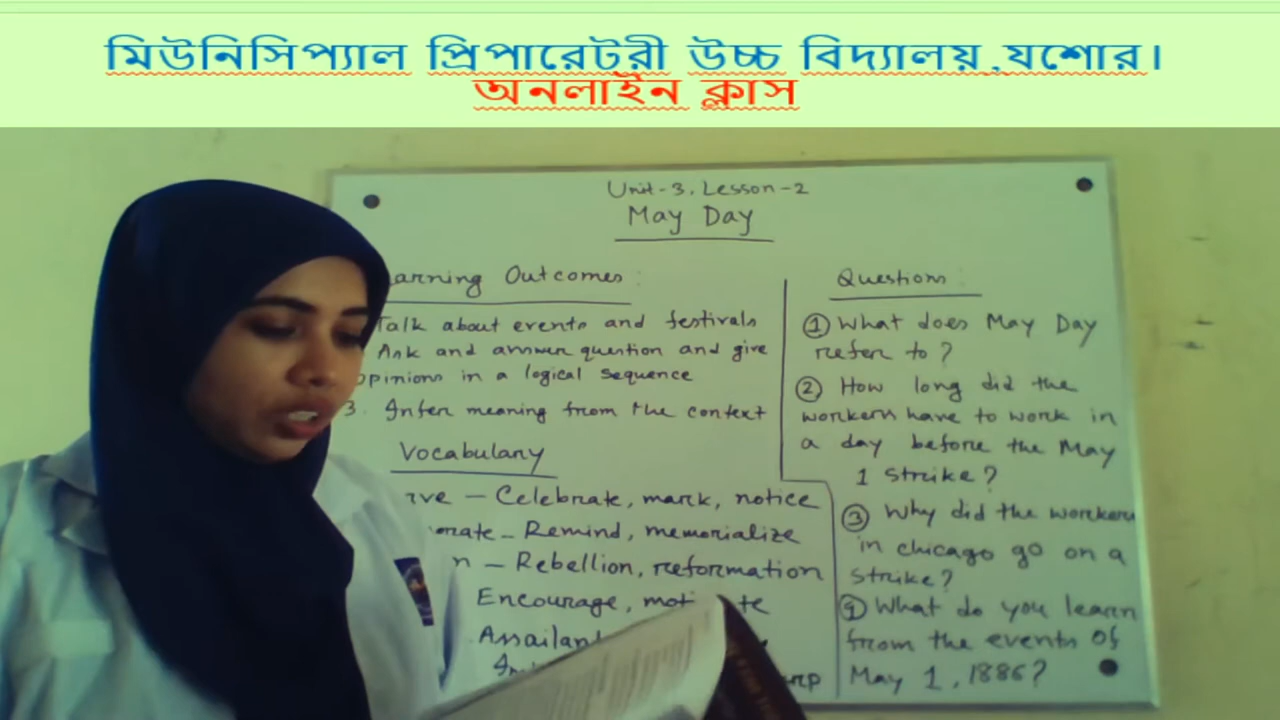 মিউনিসিপ্যাল প্রিপারেটরী উচ্চ বিদ্যালয়,যশোর।
অনলাইন ক্লাস
Unit-3, Lesson-2
May Day
Outcomes:
Talk about events and festivals
Ask and answer question and give
opinions in a logical sequence
3. Infer meaning from the context
Vocabulary
– Celebrate, mark, notice
– Remind, memorialize
– Rebellion, reformation
Encourage,
Questions:
① What does May Day
refer to?
② How long did the
workers have to work in
a day before the May
1 strike?
③ Why did the workers
in chicago go on a
strike?
④ What do you learn
from the events of
May 1, 1886?